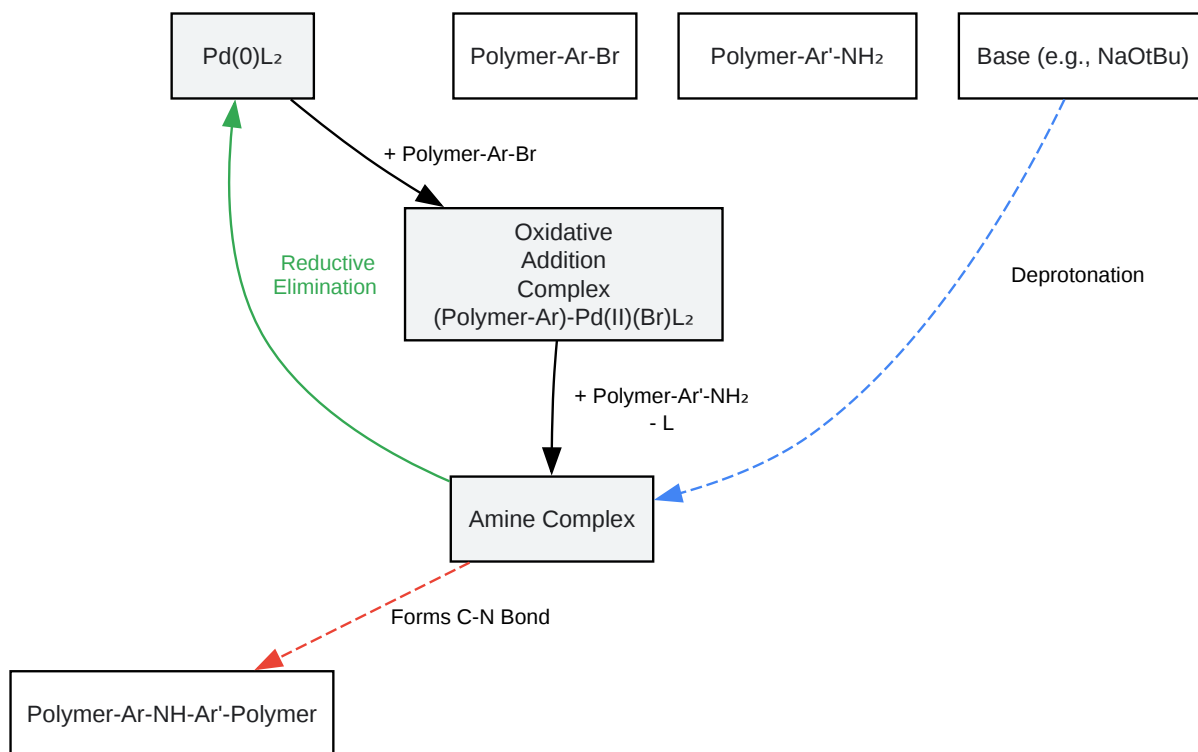 Pd(0)L₂
Polymer-Ar-Br
Polymer-Ar'-NH₂
Base (e.g., NaOtBu)
+ Polymer-Ar-Br
Oxidative
Addition
Complex
(Polymer-Ar)-Pd(II)(Br)L₂
Reductive
Elimination
Deprotonation
+ Polymer-Ar'-NH₂
- L
Amine Complex
Forms C-N Bond
Polymer-Ar-NH-Ar'-Polymer